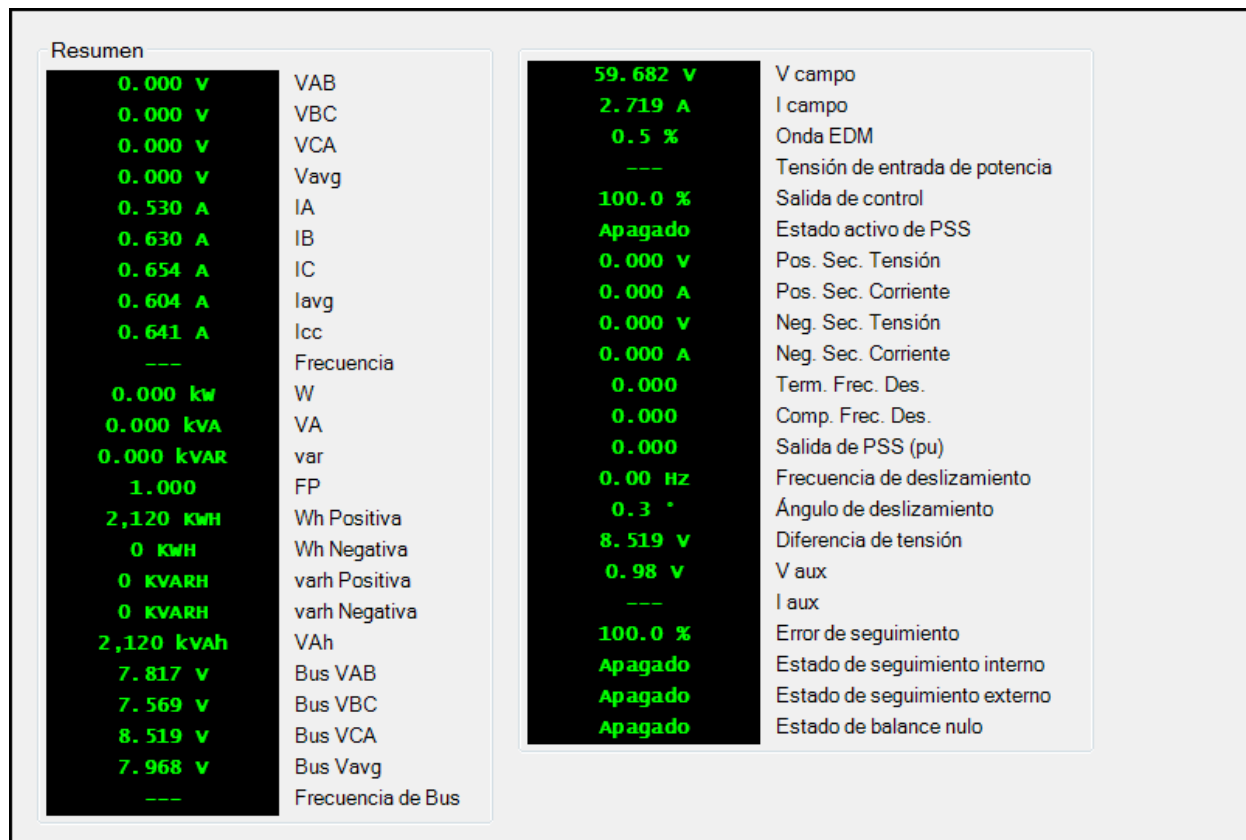 Resumen
0.000 V VAB
0.000 V VBC
0.000 V VCA
0.000 V Vavg
0.530 A IA
0.630 A IB
0.654 A IC
0.604 A Iavg
0.641 A Icc
--- Frecuencia
0.000 kW W
0.000 kVA VA
0.000 kVAR var
1.000 FP
2,120 KWH Wh Positiva
0 KWH Wh Negativa
0 KVARH varh Positiva
0 KVARH varh Negativa
2,120 kVAh VAh
7.817 V Bus VAB
7.569 V Bus VBC
8.519 V Bus VCA
7.968 V Bus Vavg
--- Frecuencia de Bus
59.682 V V campo
2.719 A I campo
0.5 % Onda EDM
--- Tensión de entrada de potencia
100.0 % Salida de control
Apagado Estado activo de PSS
0.000 V Pos. Sec. Tensión
0.000 A Pos. Sec. Corriente
0.000 V Neg. Sec. Tensión
0.000 A Neg. Sec. Corriente
0.000 Term. Frec. Des.
0.000 Comp. Frec. Des.
0.000 Salida de PSS (pu)
0.00 Hz Frecuencia de deslizamiento
0.3 ° Ángulo de deslizamiento
8.519 V Diferencia de tensión
0.98 V V aux
--- I aux
100.0 % Error de seguimiento
Apagado Estado de seguimiento interno
Apagado Estado de seguimiento externo
Apagado Estado de balance nulo